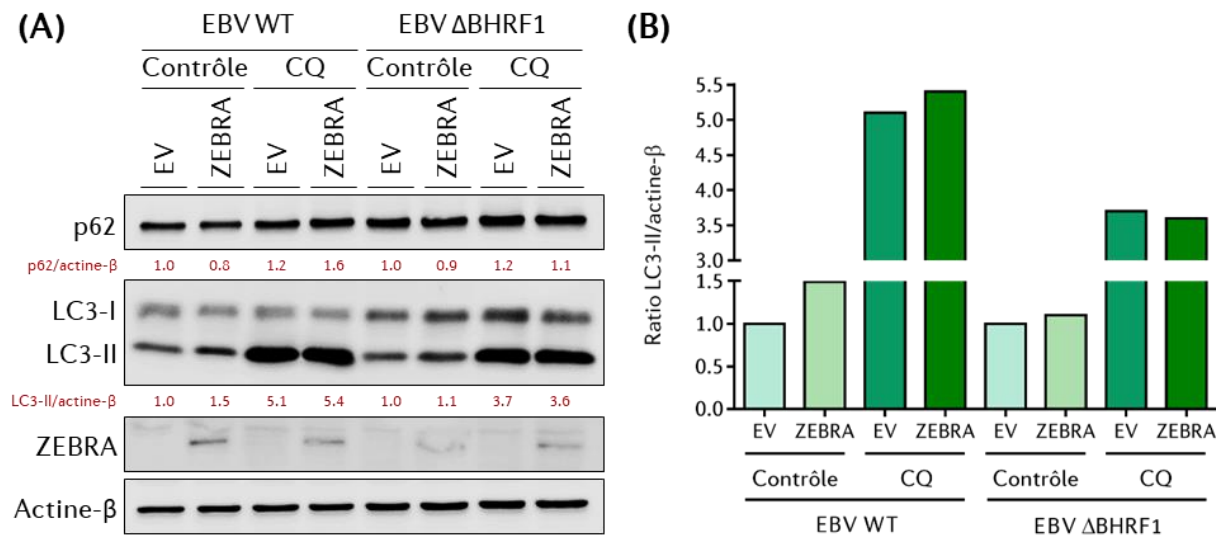 (A)
EBV WT EBV ΔBHRF1
Contrôle CQ Contrôle CQ
EV ZEBRA EV ZEBRA EV ZEBRA EV ZEBRA
p62
p62/actine-β 1.0 0.8 1.2 1.6 1.0 0.9 1.2 1.1
LC3-I
LC3-II
LC3-II/actine-β 1.0 1.5 5.1 5.4 1.0 1.1 3.7 3.6
ZEBRA
Actine-β
(B)
Ratio LC3-II/actine-β
5.5
5.0
4.5
4.0
3.5
3.0
1.5
1.0
0.5
0.0
EV ZEBRA EV ZEBRA EV ZEBRA EV ZEBRA
Contrôle CQ Contrôle CQ
EBV WT EBV ΔBHRF1